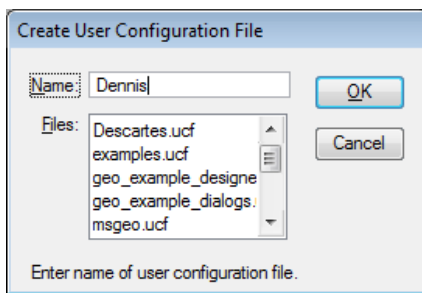 Create User Configuration File
Name: Dennis
OK
Files:
Descartes.ucf
examples.ucf
geo_example_designe
geo_example_dialogs.
msgeo.ucf
Cancel
Enter name of user configuration file.